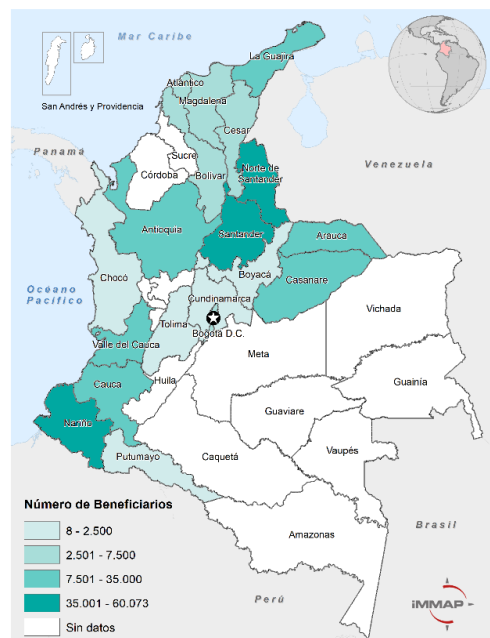 Mar Caribe
San Andrés y Providencia
La Guajira
Atlántico
Magdalena
Cesar
Panamá
Sucre
Córdoba
Bolívar
Norte de
Santander
Venezuela
Antioquia
Santander
Arauca
Boyacá
Casanare
Chocó
Océano
Pacífico
Cundinamarca
Vichada
Tolima
Bogotá D.C.
Valle del Cauca
Meta
Huila
Guainía
Cauca
Guaviare
Nariño
Vaupés
Putumayo
Caquetá
Amazonas
Brasil
Perú
Número de Beneficiarios
8 - 2.500
2.501 - 7.500
7.501 - 35.000
35.001 - 60.073
Sin datos
iMMAP